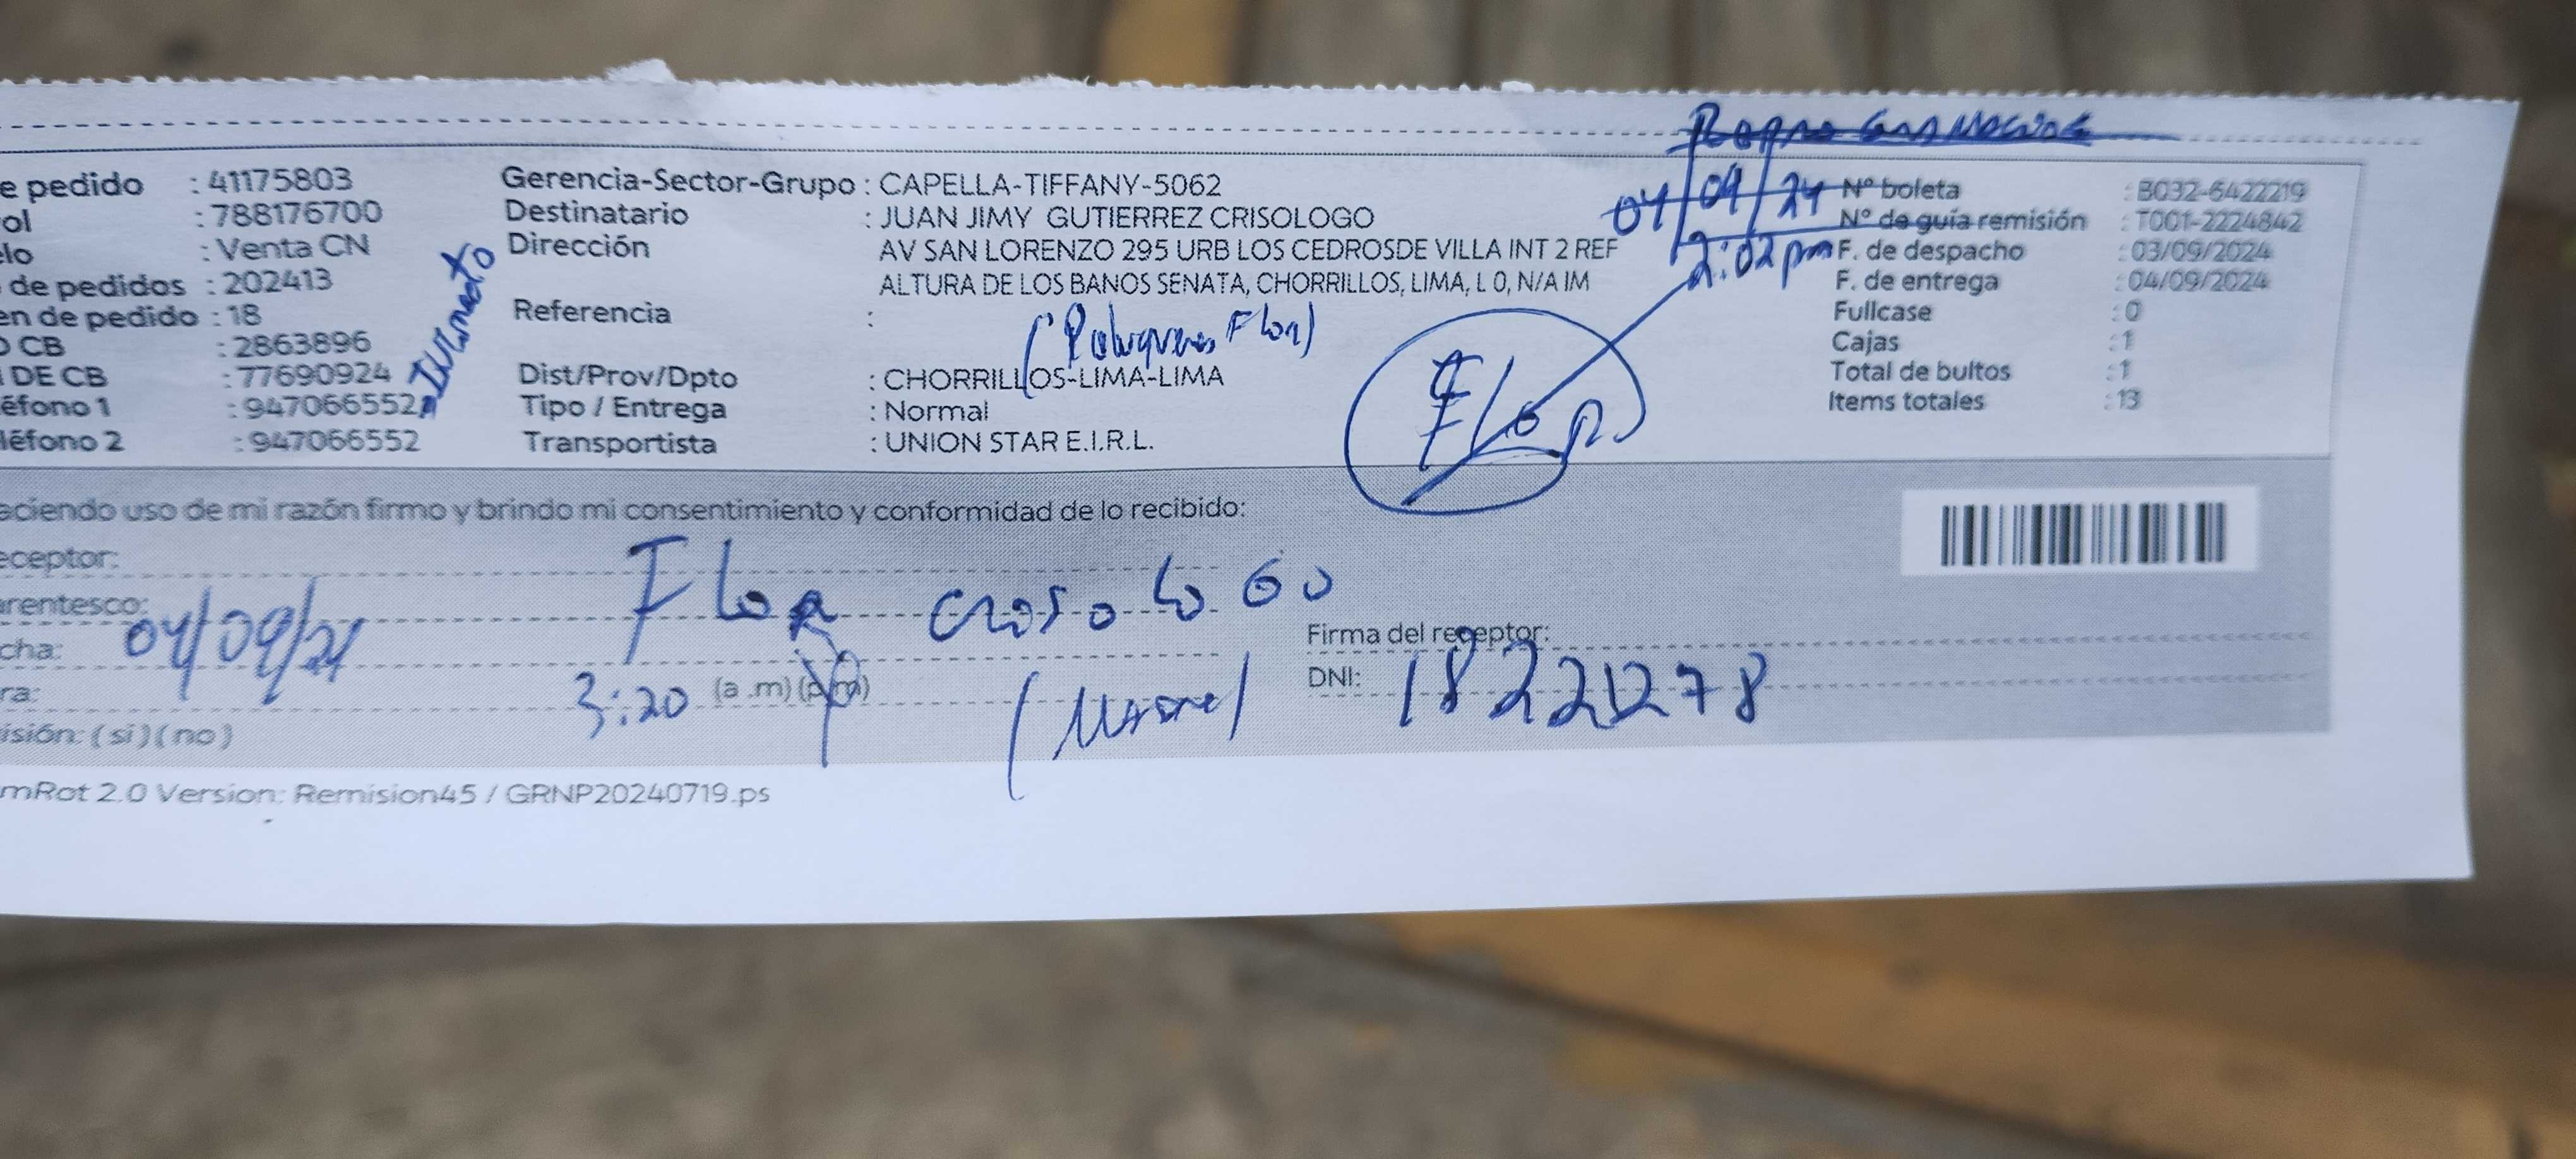 e pedido : 41175803
ol : 788176700
elo : Venta CN
de pedidos : 202413
en de pedido : 18
O CB : 2863896
DE CB : 77690924
éfono 1 : 947066552
léfono 2 : 947066552
Gerencia-Sector-Grupo : CAPELLA-TIFFANY-5062
Destinatario : JUAN JIMY GUTIERREZ CRISOLOGO
Dirección AV SAN LORENZO 295 URB LOS CEDROSDE VILLA INT 2 REF
ALTURA DE LOS BANOS SENATA, CHORRILLOS, LIMA, L 0, N/A IM
Referencia :
Flor)
Dist/Prov/Dpto : CHORRILLOS-LIMA-LIMA
Tipo / Entrega : Normal
Transportista : UNION STAR E.I.R.L.
04/09/24
2:02 pm
Flor
Nº boleta : B032-6422219
Nº de guía remisión : T001-2224842
F. de despacho : 03/09/2024
F. de entrega : 04/09/2024
Fullcase : 0
Cajas : 1
Total de bultos : 1
Items totales : 13
aciendo uso de mi razón firmo y brindo mi consentimiento y conformidad de lo recibido:
eceptor: Flor Crisologo
arentesco:
cha: 04/09/24
ra: 3:20 (a .m) (p.m)
(Madre)
Firma del receptor:
DNI: 18221278
isión: ( si ) ( no )
mRot 2.0 Version: Remision45 / GRNP20240719.ps